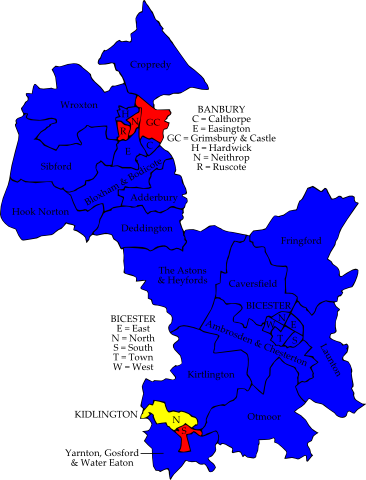 Cropredy
Wroxton
BANBURY
C = Calthorpe
E = Easington
GC = Grimsbury & Castle
H = Hardwick
N = Neithrop
R = Ruscote
H
R
N
GC
E
C
Sibford
Bloxham & Bodicote
Adderbury
Hook Norton
Deddington
Fringford
The Astons
& Heyfords
Caversfield
BICESTER
BICESTER
E = East
N = North
S = South
T = Town
W = West
Ambrosden & Chesterton
Launton
Kirtlington
Otmoor
KIDLINGTON
N
Yarnton, Gosford
& Water Eaton